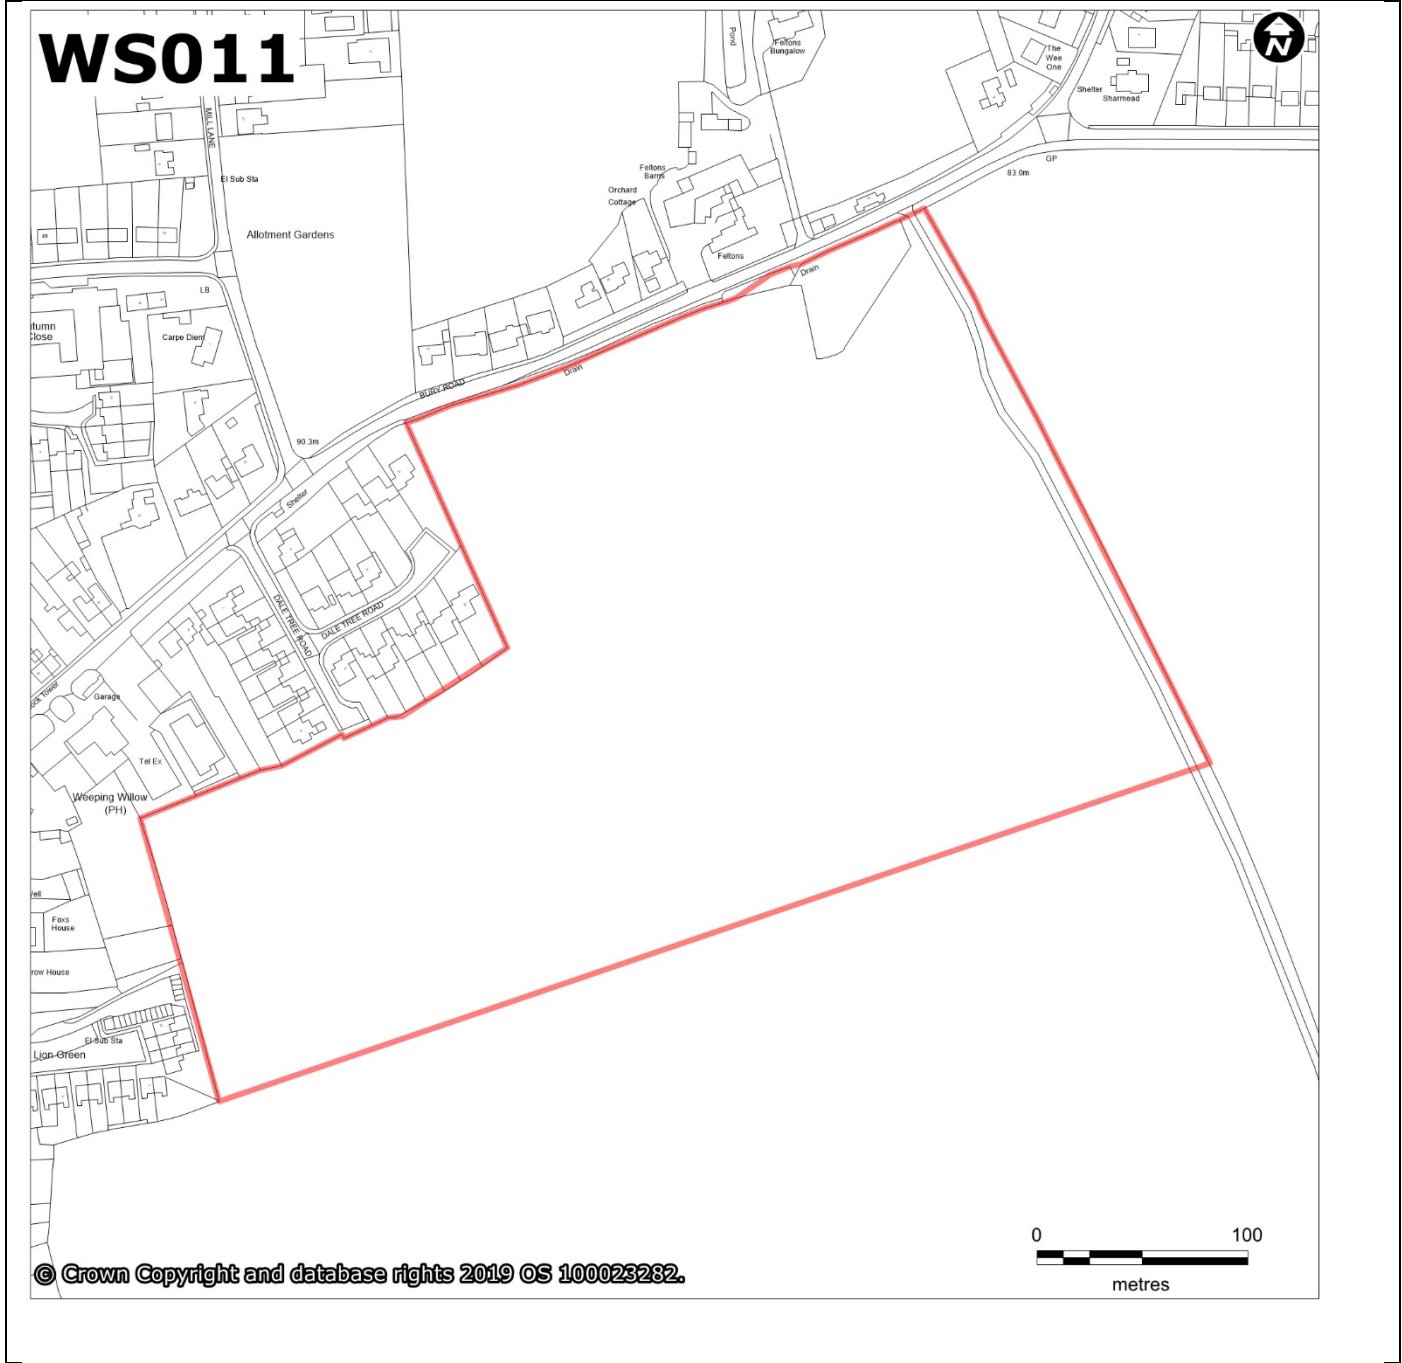 WS011
N
Pond
Feltons
Bungalow
The
Wee
One
Shelter
Sharmead
MILL LANE
GP
83.0m
El Sub Sta
Feltons
Barns
Orchard
Cottage
Allotment Gardens
Feltons
Drain
LB
Carpe Diem
Close
BURY ROAD
Drain
90.3m
Shelter
DALE TREE ROAD
DALE TREE ROAD
Garage
Tel Ex
Weeping Willow
(PH)
Foxs
House
row House
El Sub Sta
Lion Green
0 100
metres
© Crown Copyright and database rights 2019 OS 100023282.